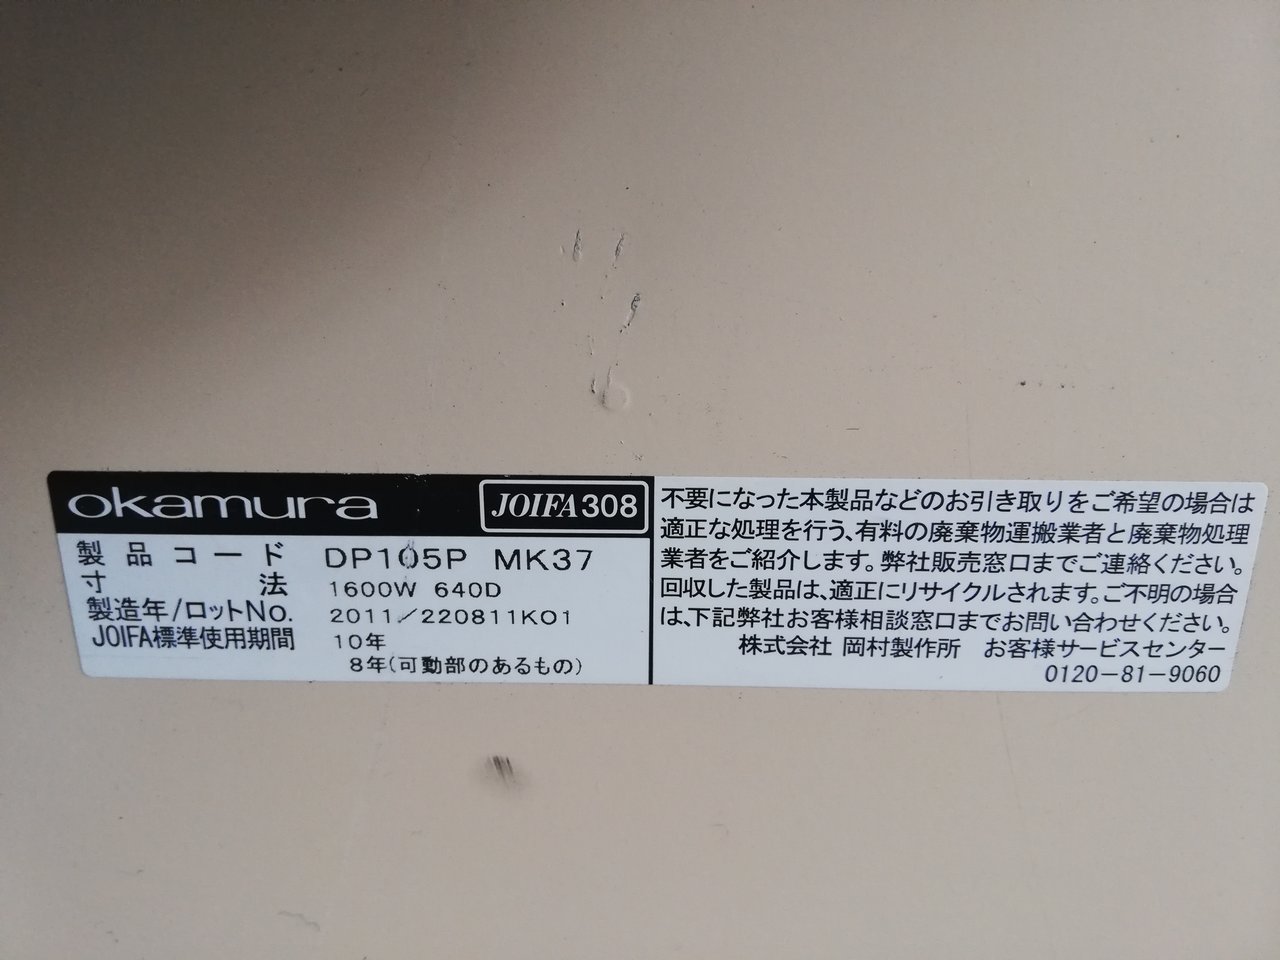 okamura
JOIFA308
製品コード DP105P MK37
寸法 1600W 640D
製造年/ロットNo. 2011/220811K01
JOIFA標準使用期間 10年
8年(可動部のあるもの)
不要になった本製品などのお引き取りをご希望の場合は
適正な処理を行う、有料の廃棄物運搬業者と廃棄物処理
業者をご紹介します。弊社販売窓口までご連絡ください。
回収した製品は、適正にリサイクルされます。ご不明の場合
は、下記弊社お客様相談窓口までお問い合わせください。
株式会社 岡村製作所 お客様サービスセンター
0120-81-9060